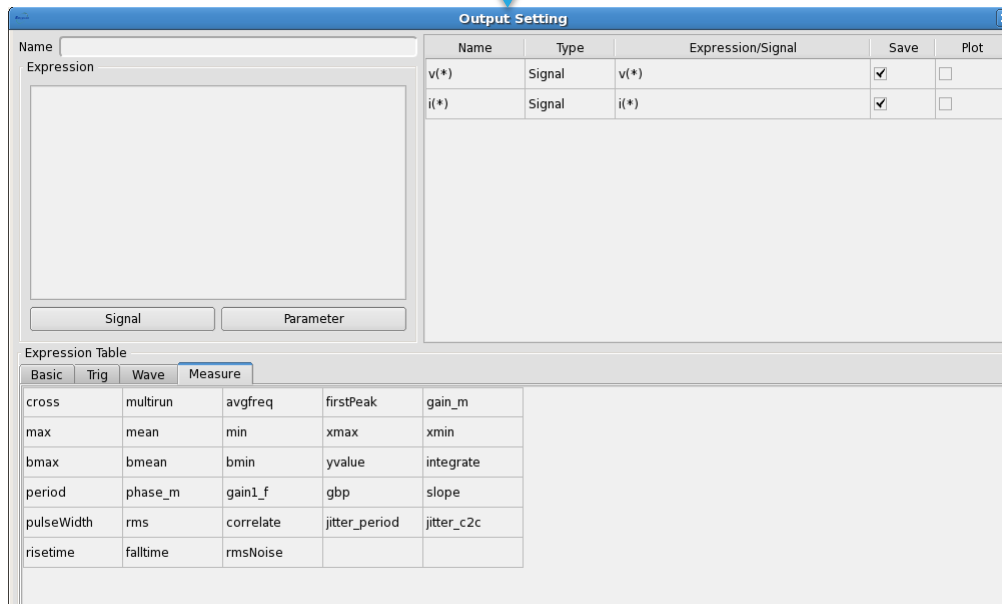 Output Setting
Name
Expression
Signal Parameter
Name Type Expression/Signal Save Plot
v(*) Signal v(*)
i(*) Signal i(*)
Expression Table
Basic Trig Wave Measure
cross multirun avgfreq firstPeak gain_m
max mean min xmax xmin
bmax bmean bmin yvalue integrate
period phase_m gain1_f gbp slope
pulseWidth rms correlate jitter_period jitter_c2c
risetime falltime rmsNoise